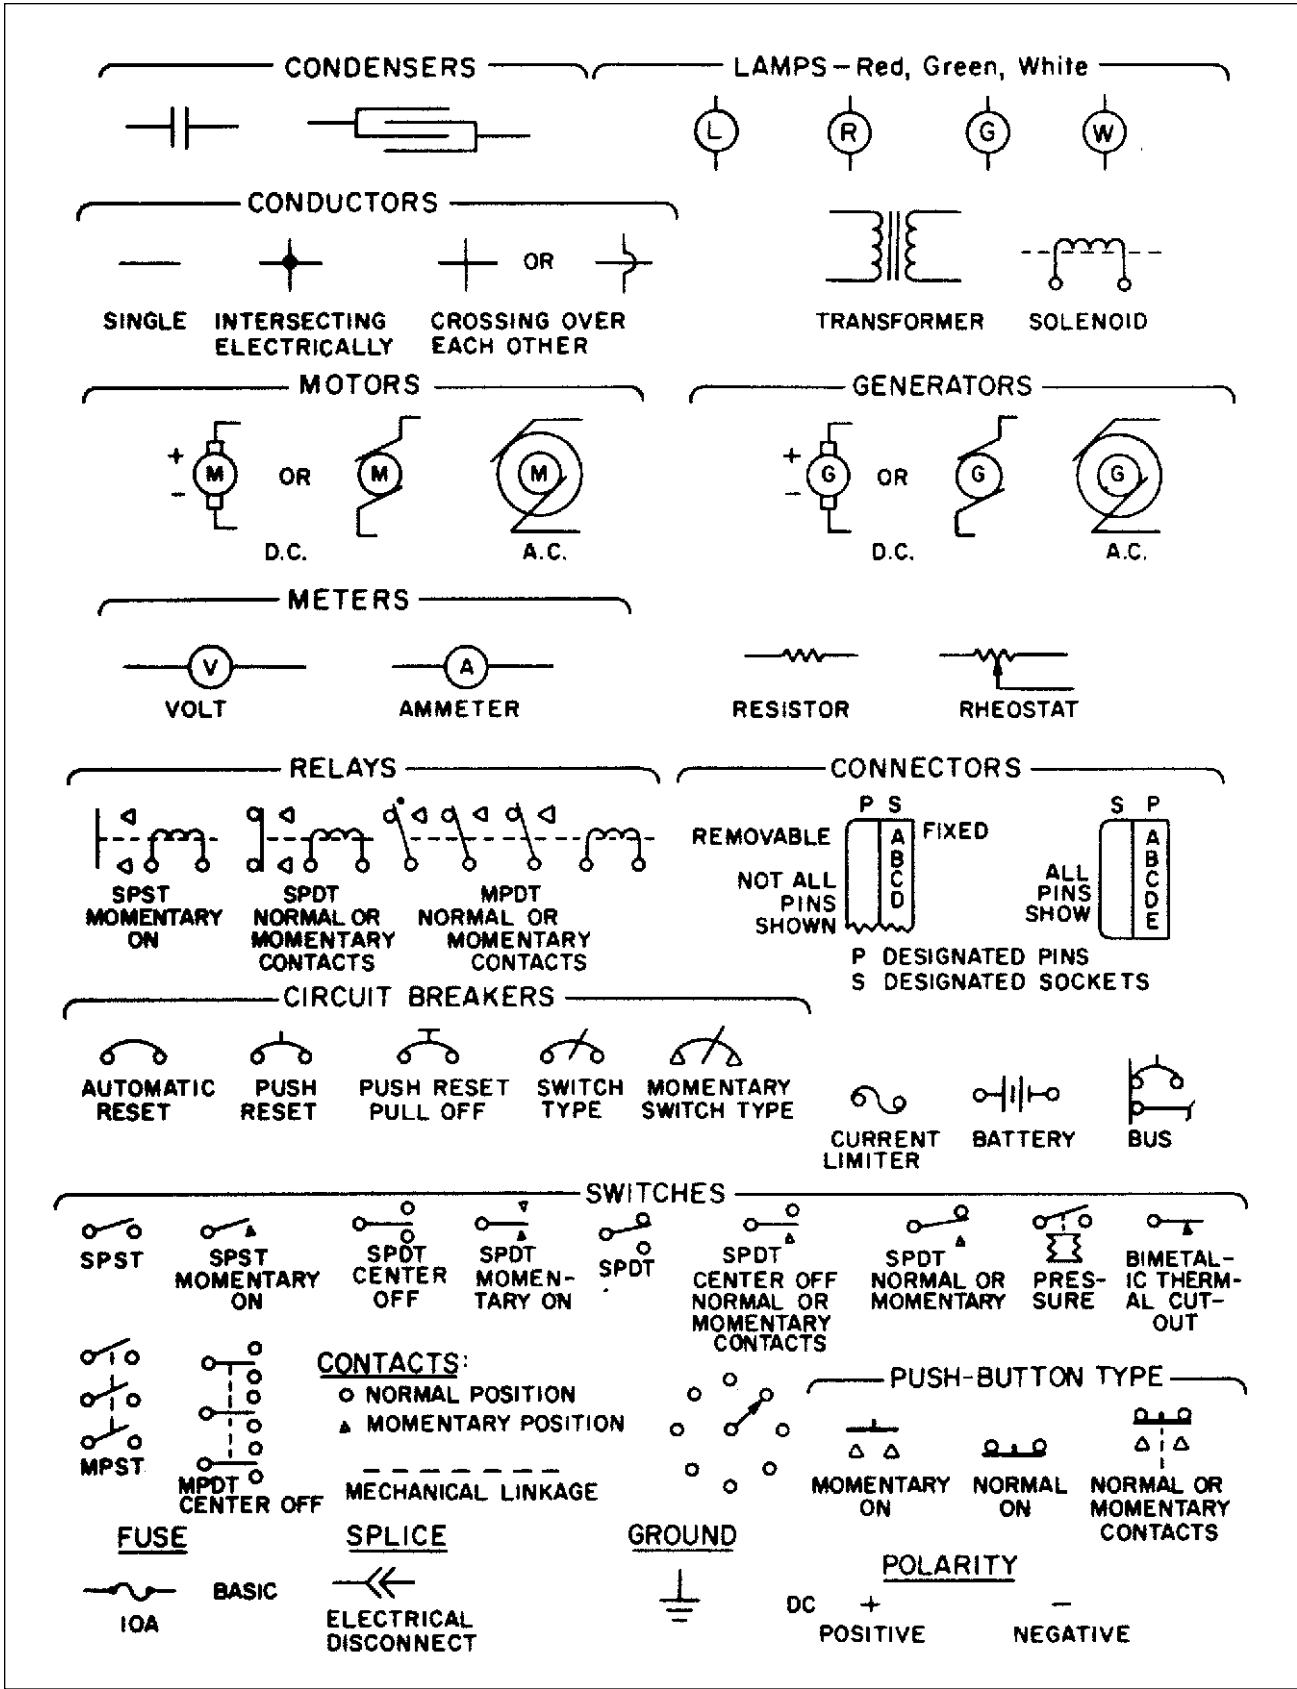 CONDENSERS
LAMPS – Red, Green, White
L
R
G
W
CONDUCTORS
OR
SINGLE
INTERSECTING
ELECTRICALLY
CROSSING OVER
EACH OTHER
TRANSFORMER
SOLENOID
MOTORS
GENERATORS
+
M
-
OR
M
M
D.C.
A.C.
+
G
-
OR
G
G
D.C.
A.C.
METERS
V
A
VOLT
AMMETER
RESISTOR
RHEOSTAT
RELAYS
CONNECTORS
SPST
MOMENTARY
ON
SPDT
NORMAL OR
MOMENTARY
CONTACTS
MPDT
NORMAL OR
MOMENTARY
CONTACTS
P S
REMOVABLE
FIXED
A
B
C
D
NOT ALL
PINS
SHOWN
S P
A
B
C
D
E
ALL
PINS
SHOW
P DESIGNATED PINS
S DESIGNATED SOCKETS
CIRCUIT BREAKERS
AUTOMATIC
RESET
PUSH
RESET
PUSH RESET
PULL OFF
SWITCH
TYPE
MOMENTARY
SWITCH TYPE
CURRENT
LIMITER
BATTERY
BUS
SWITCHES
SPST
SPST
MOMENTARY
ON
SPDT
CENTER
OFF
SPDT
MOMEN-
TARY ON
SPDT
SPDT
CENTER OFF
NORMAL OR
MOMENTARY
CONTACTS
SPDT
NORMAL OR
MOMENTARY
PRES-
SURE
BIMETAL-
IC THERM-
AL CUT-
OUT
MPST
MPDT
CENTER OFF
CONTACTS:
NORMAL POSITION
MOMENTARY POSITION
MECHANICAL LINKAGE
PUSH-BUTTON TYPE
MOMENTARY
ON
NORMAL
ON
NORMAL OR
MOMENTARY
CONTACTS
FUSE
BASIC
10A
SPLICE
ELECTRICAL
DISCONNECT
GROUND
POLARITY
DC + -
POSITIVE
NEGATIVE